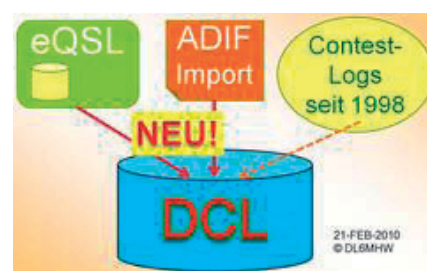 eQSL
ADIF
Import
Contest-
Logs
seit 1998
NEU!
DCL
21-FEB-2010
© DL6MHW